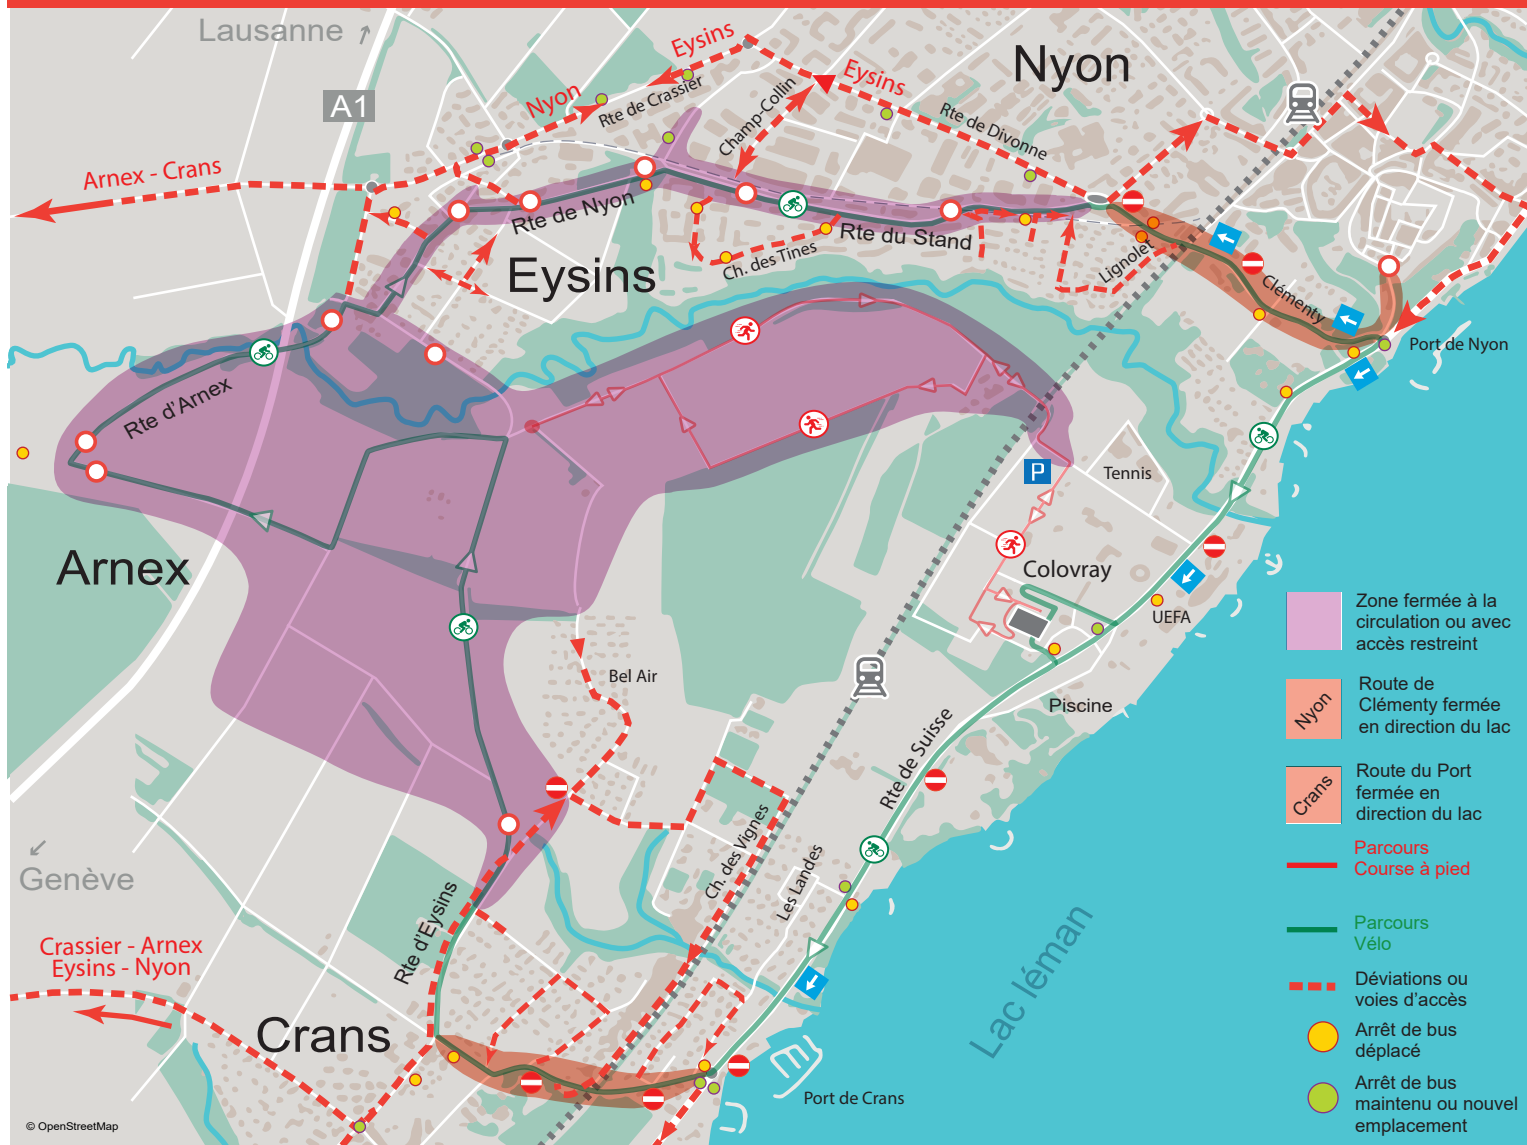 Lausanne
A1
Nyon
Eysins
Eysins
Nyon
Rte de Crassier
Champ-Collin
Rte de Divonne
Arnex - Crans
Rte de Nyon
Rte du Stand
Ch. des Tines
Eysins
Lignolet
Clémenty
Port de Nyon
Rte d'Arnex
P
Tennis
Arnex
Colovray
UEFA
Bel Air
Piscine
Rte de Suisse
Ch. des Vignes
Les Landes
Genève
Rte d'Eysins
Crassier - Arnex
Eysins - Nyon
Crans
Lac léman
Port de Crans
Zone fermée à la
circulation ou avec
accès restreint
Nyon
Route de
Clémenty fermée
en direction du lac
Crans
Route du Port
fermée en
direction du lac
Parcours
Course à pied
Parcours
Vélo
Déviations ou
voies d'accès
Arrêt de bus
déplacé
Arrêt de bus
maintenu ou nouvel
emplacement
© OpenStreetMap